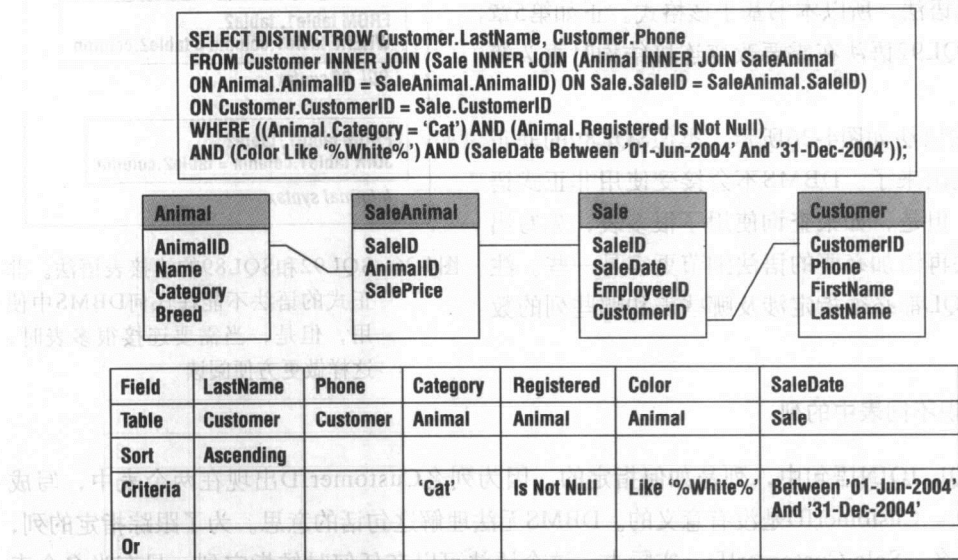 SELECT DISTINCTROW Customer.LastName, Customer.Phone
FROM Customer INNER JOIN (Sale INNER JOIN (Animal INNER JOIN SaleAnimal
ON Animal.AnimalID = SaleAnimal.AnimalID) ON Sale.SaleID = SaleAnimal.SaleID)
ON Customer.CustomerID = Sale.CustomerID
WHERE ((Animal.Category = ‘Cat’) AND (Animal.Registered Is Not Null)
AND (Color Like ‘%White%’) AND (SaleDate Between ‘01-Jun-2004’ And ‘31-Dec-2004’));
Animal
AnimalID
Name
Category
Breed
SaleAnimal
SaleID
AnimalID
SalePrice
Sale
SaleID
SaleDate
EmployeeID
CustomerID
Customer
CustomerID
Phone
FirstName
LastName
Field LastName Phone Category Registered Color SaleDate
Table Customer Customer Animal Animal Animal Sale
Sort Ascending
Criteria ‘Cat’ Is Not Null Like ‘%White%’ Between ‘01-Jun-2004’
And ‘31-Dec-2004’
Or